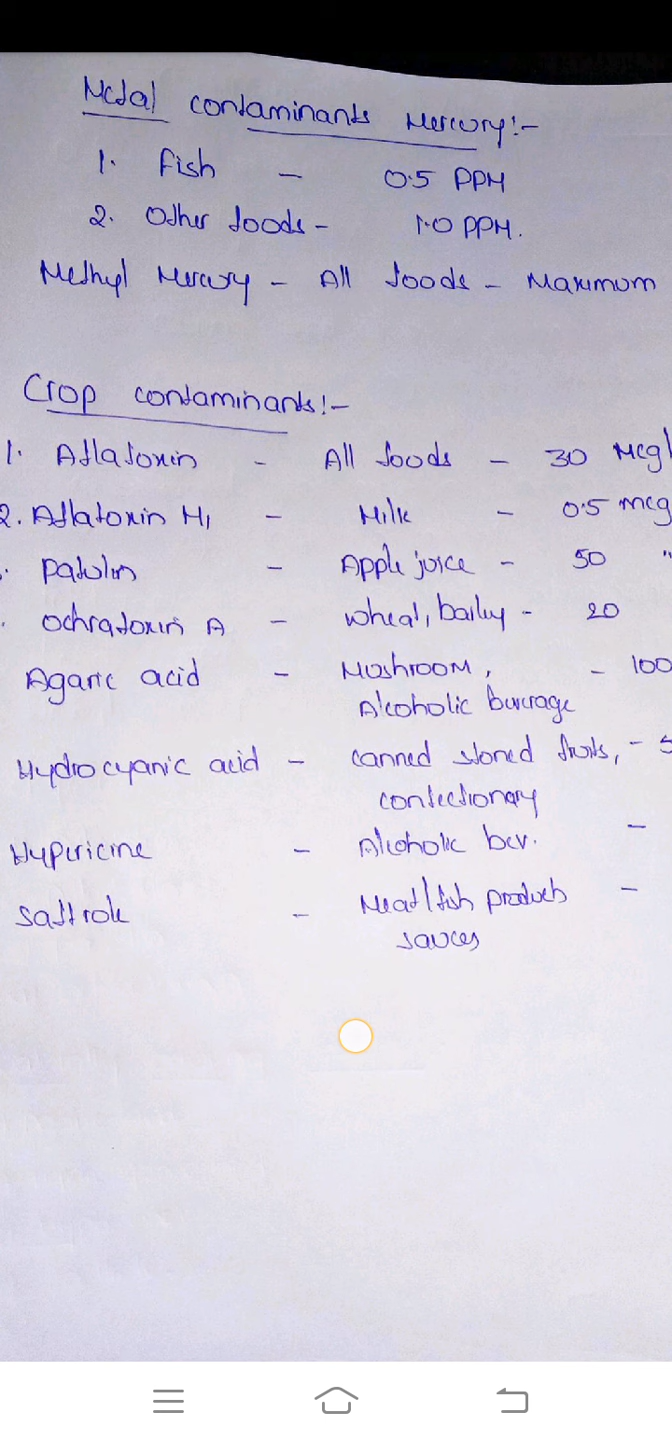 Metal contaminants Mercury:-
1. Fish - 0.5 PPM
2. Other foods - 1.0 PPM.
Methyl Mercury - All foods - Maximum
Crop contaminants:-
1. Aflatoxin - All foods - 30 Mcg/
2. Aflatoxin M1 - Milk - 0.5 mcg
. Patulin - Apple juice - 50 "
. Ochratoxin A - Wheat, barley - 20
Agaric acid - Mushroom, - 100
Alcoholic beverage
Hydrocyanic acid - canned stoned fruits, - 5
confectionary
Hypericine - Alcoholic bev. -
Saffrole - Meat/fish products -
sauces